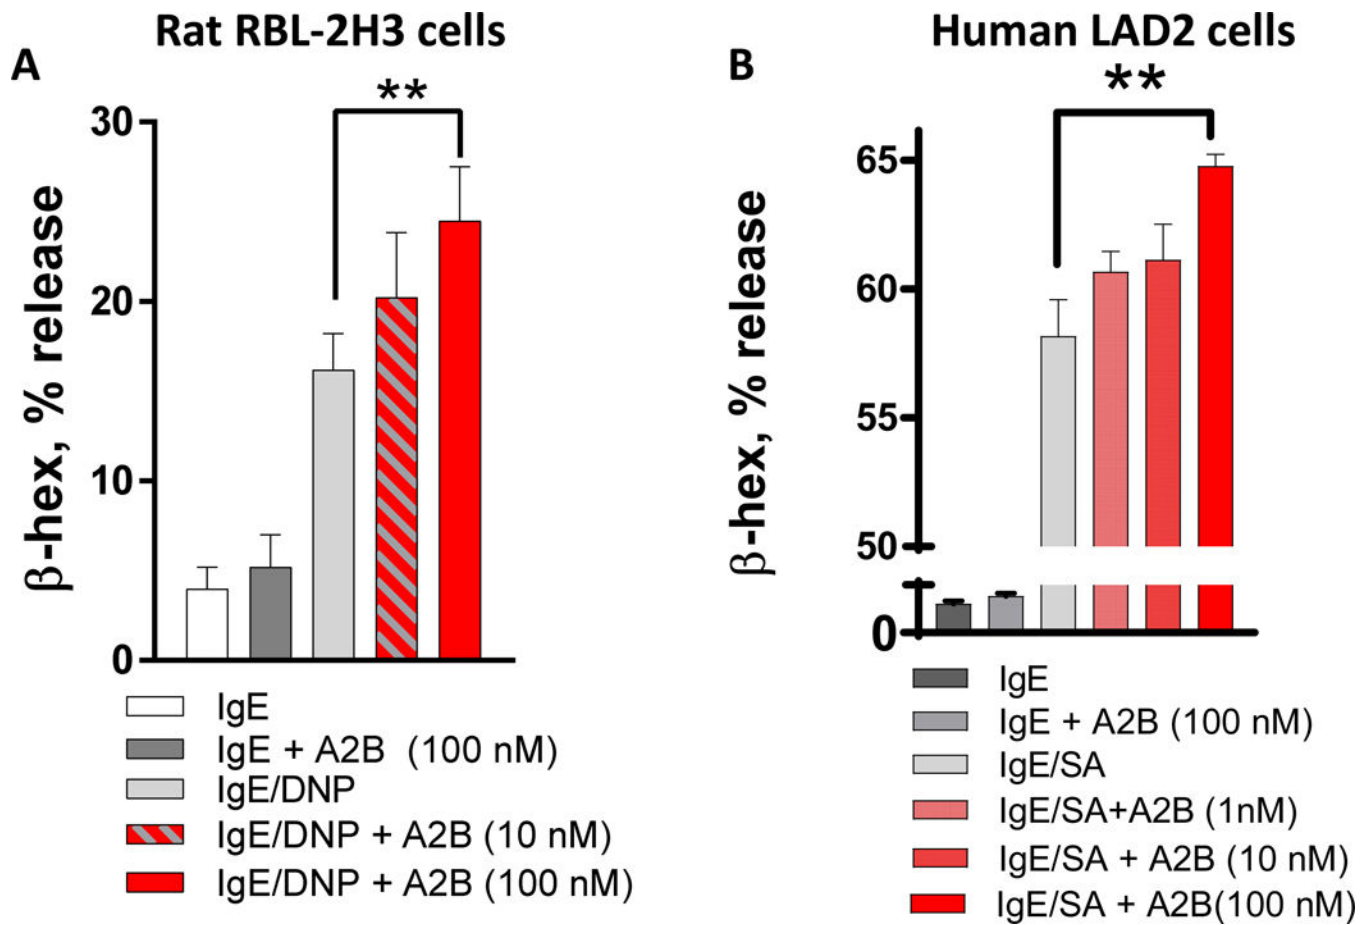 Rat RBL-2H3 cells
A
**
β-hex, % release
30
20
10
0
IgE
IgE + A2B (100 nM)
IgE/DNP
IgE/DNP + A2B (10 nM)
IgE/DNP + A2B (100 nM)
Human LAD2 cells
B
**
β-hex, % release
65
60
55
50
0
IgE
IgE + A2B (100 nM)
IgE/SA
IgE/SA+A2B (1nM)
IgE/SA + A2B (10 nM)
IgE/SA + A2B(100 nM)